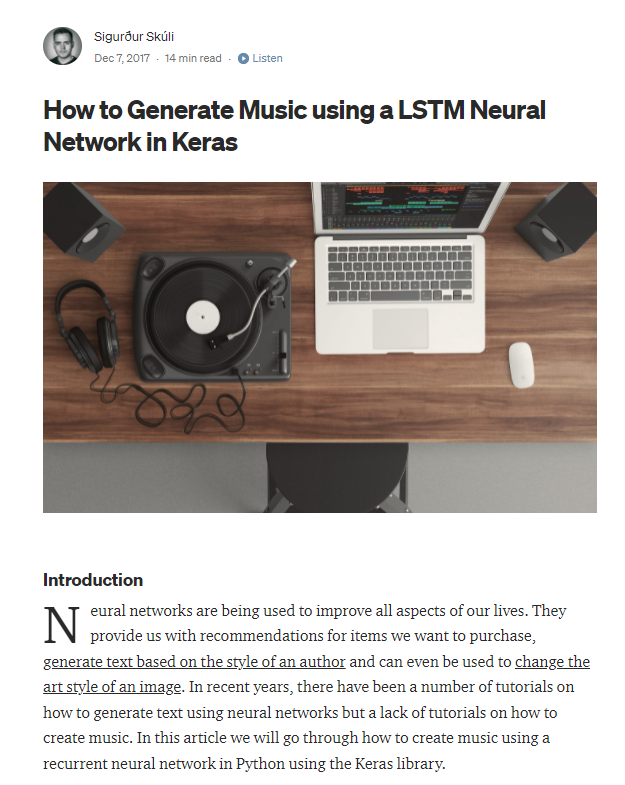 Sigurður Skúli
Dec 7, 2017 · 14 min read · Listen
How to Generate Music using a LSTM Neural
Network in Keras
Introduction
Neural networks are being used to improve all aspects of our lives. They
provide us with recommendations for items we want to purchase,
generate text based on the style of an author and can even be used to change the
art style of an image. In recent years, there have been a number of tutorials on
how to generate text using neural networks but a lack of tutorials on how to
create music. In this article we will go through how to create music using a
recurrent neural network in Python using the Keras library.